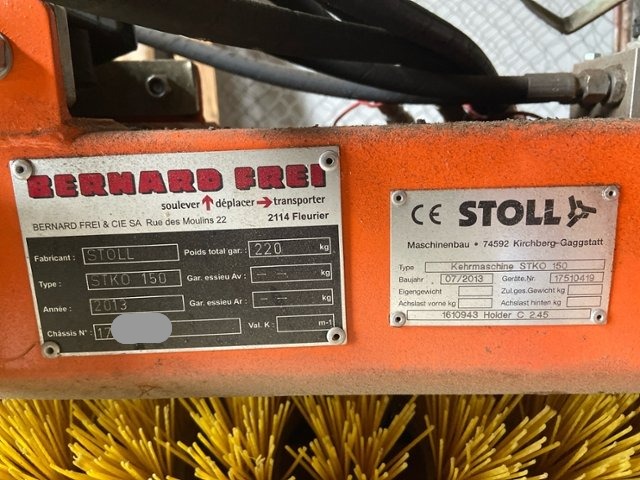 BERNARD FREI
soulever ↑ déplacer → transporter
BERNARD FREI & CIE SA Rue des Moulins 22 2114 Fleurier
Fabricant : STOLL Poids total gar. : 220 kg
Type : STKO 150 Gar. essieu Av : -- kg
Année : 2013 Gar. essieu Ar : -- kg
Châssis N° : 17 Val. K : m-1
CE STOLL
Maschinenbau • 74592 Kirchberg-Gaggstatt
Type Kehrmaschine STKO 150
Baujahr 07/2013 Geräte.Nr. 17510419
Eigengewicht kg Zul.ges.Gewicht kg
Achslast vorne kg Achslast hinten kg
1610943 Holder C 2.45